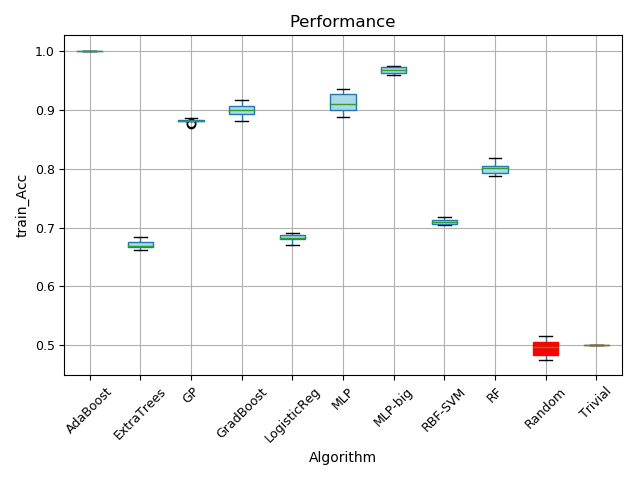 Performance
1.0
0.9
0.8
0.7
0.6
0.5
train_Acc
AdaBoost
ExtraTrees
GP
GradBoost
LogisticReg
MLP
MLP-big
RBF-SVM
RF
Random
Trivial
Algorithm